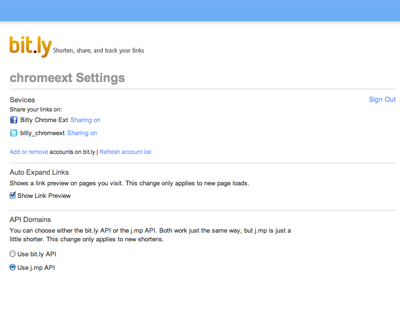 bit.ly Shorten, share, and track your links
chromeext Settings
Sevices
Sign Out
Share your links on:
Bitly Chrome Ext Sharing on
bitly_chromeext Sharing on
Add or remove accounts on bit.ly | Refresh account list
Auto Expand Links
Shows a link preview on pages you visit. This change only applies to new page loads.
Show Link Preview
API Domains
You can choose either the bit.ly API or the j.mp API. Both work just the same way, but j.mp is just a
little shorter. This change only applies to new shortens.
Use bit.ly API
Use j.mp API